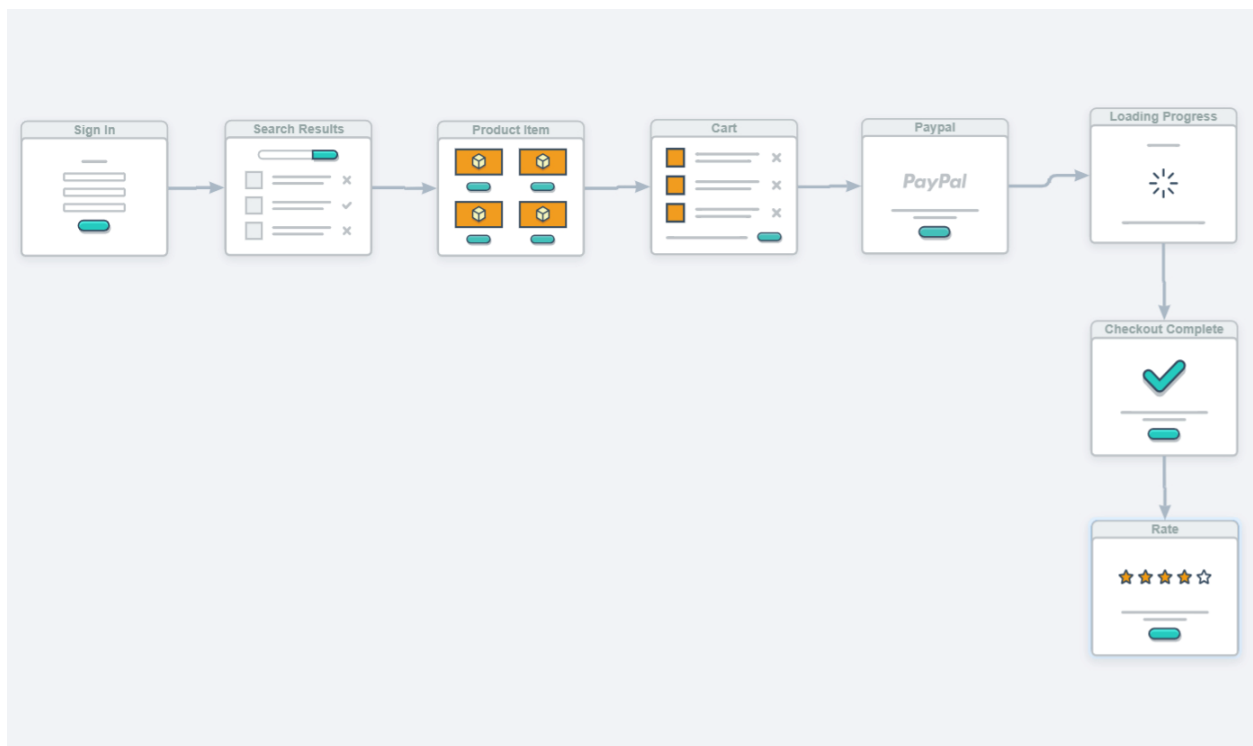 Sign In
Search Results
Product Item
Cart
Paypal
PayPal
Loading Progress
Checkout Complete
Rate